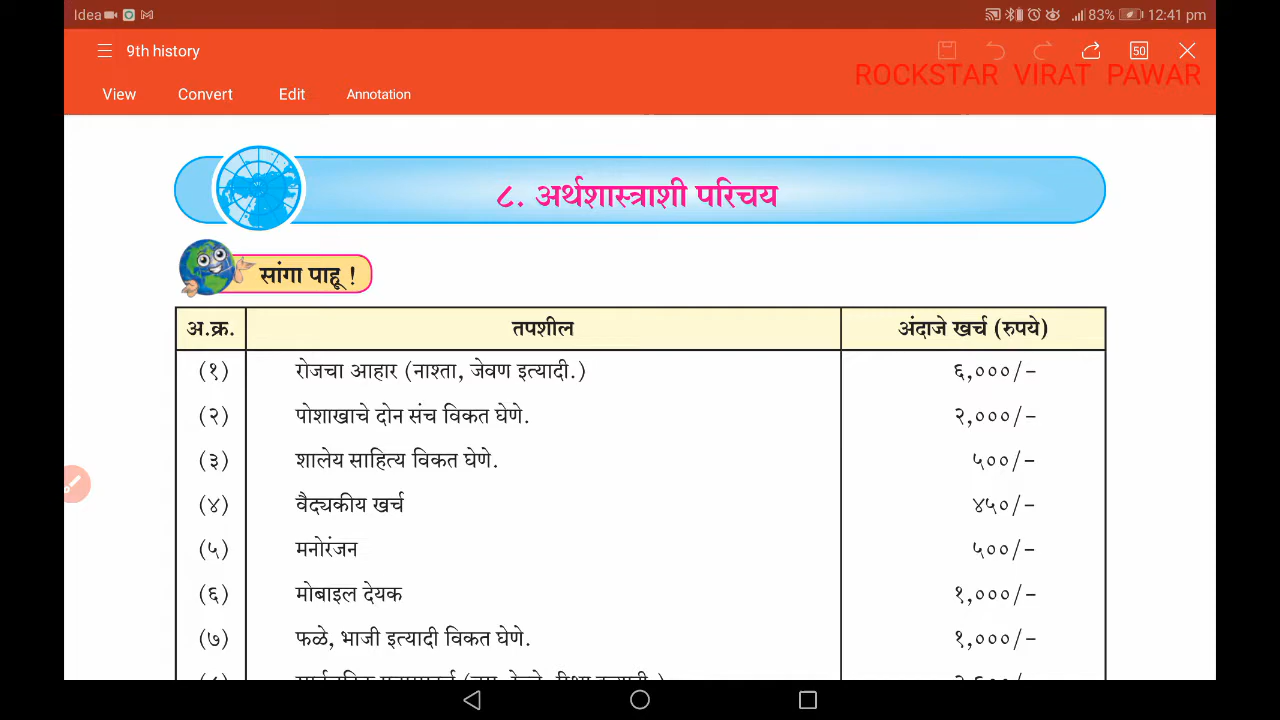 Idea 83% 12:41 pm
9th history 50
ROCKSTAR VIRAT PAWAR
View Convert Edit Annotation
८. अर्थशास्त्राशी परिचय
सांगा पाहू !
अ.क्र. तपशील अंदाजे खर्च (रुपये)
(१) रोजचा आहार (नाश्ता, जेवण इत्यादी.) ६,०००/-
(२) पोशाखाचे दोन संच विकत घेणे. २,०००/-
(३) शालेय साहित्य विकत घेणे. ५००/-
(४) वैद्यकीय खर्च ४५०/-
(५) मनोरंजन ५००/-
(६) मोबाइल देयक १,०००/-
(७) फळे, भाजी इत्यादी विकत घेणे. १,०००/-